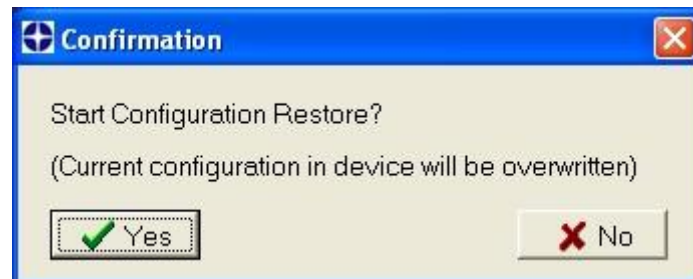 Confirmation
Start Configuration Restore?
(Current configuration in device will be overwritten)
Yes
No